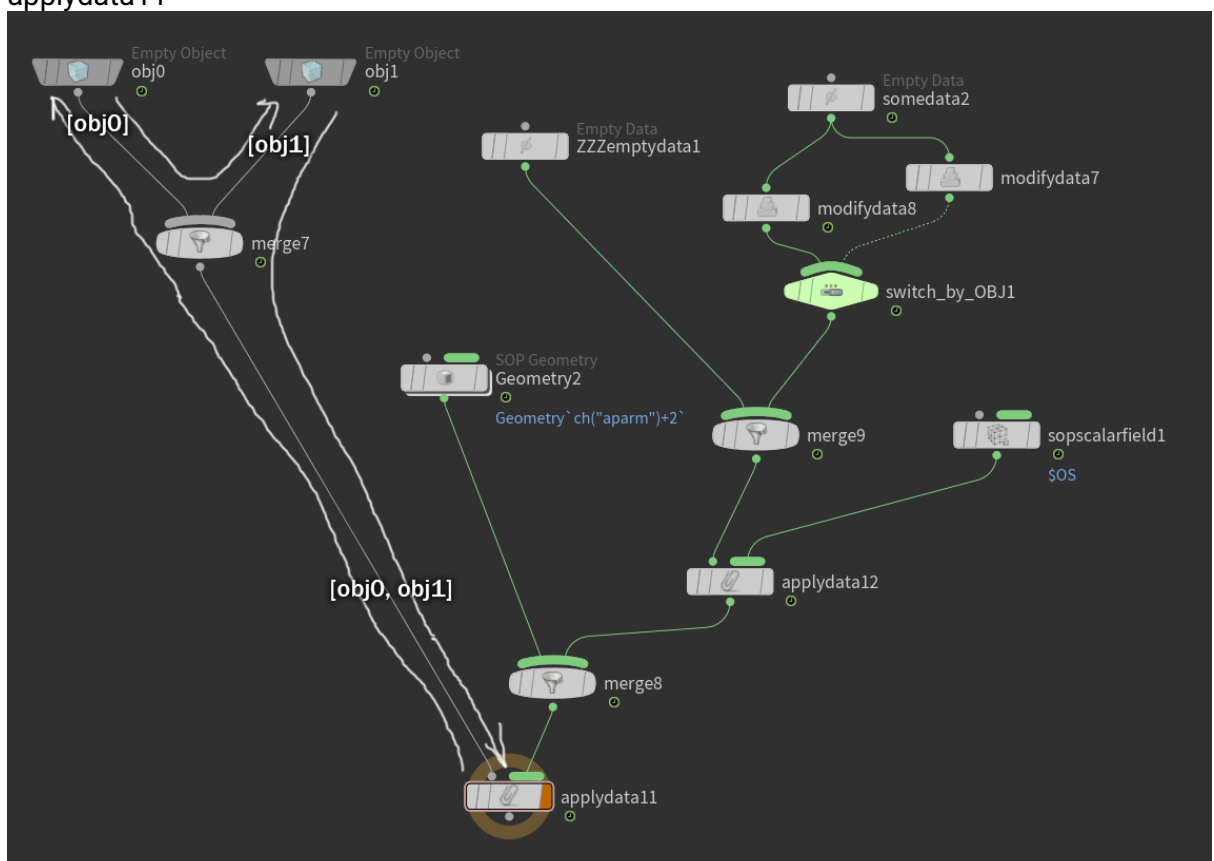 applydata11
Empty Object
obj0
Empty Object
obj1
[obj0]
[obj1]
Empty Data
somedata2
Empty Data
ZZZemptydata1
modifydata7
modifydata8
merge7
switch_by_OBJ1
SOP Geometry
Geometry2
Geometry`ch("aparm")+2`
merge9
sopscalarfield1
$OS
[obj0, obj1]
applydata12
merge8
applydata11